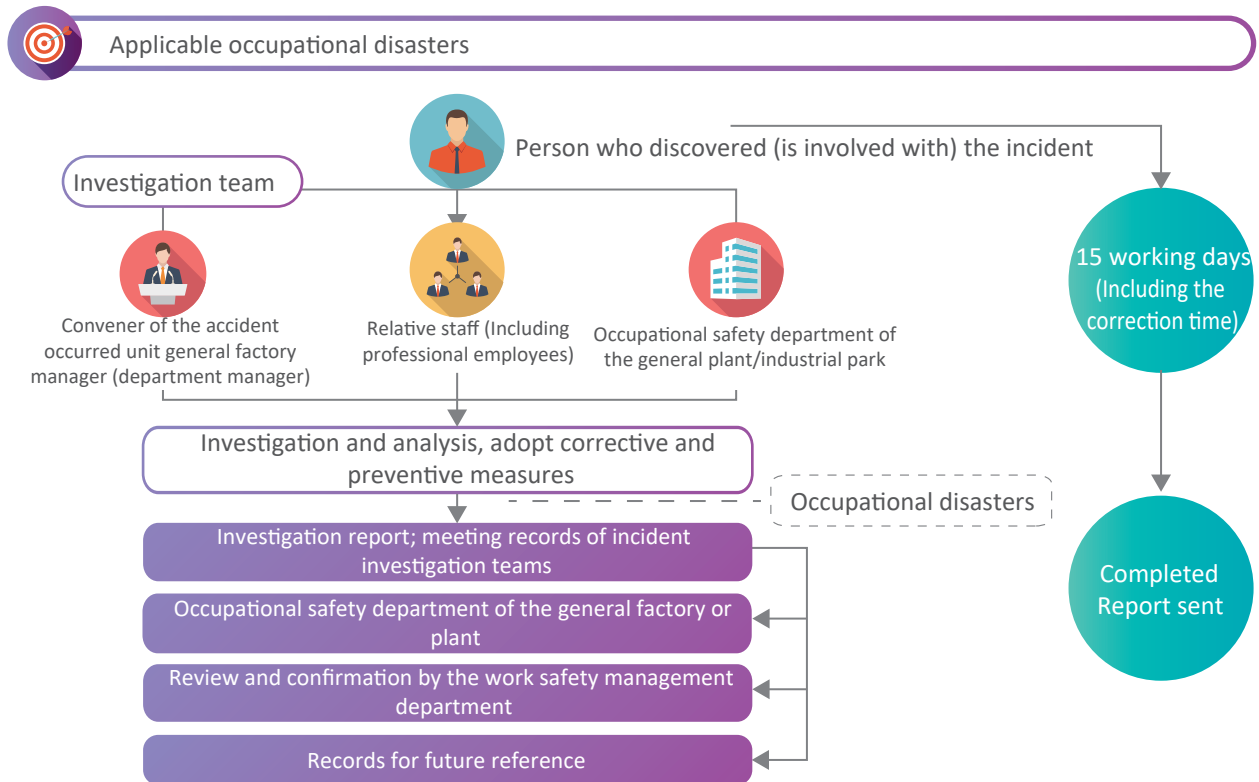 Applicable occupational disasters
Person who discovered (is involved with) the incident
Investigation team
Convener of the accident
occurred unit general factory
manager (department manager)
Relative staff (Including
professional employees)
Occupational safety department of
the general plant/industrial park
15 working days
(Including the
correction time)
Investigation and analysis, adopt corrective and
preventive measures
Occupational disasters
Investigation report; meeting records of incident
investigation teams
Occupational safety department of the general factory or
plant
Review and confirmation by the work safety management
department
Records for future reference
Completed
Report sent